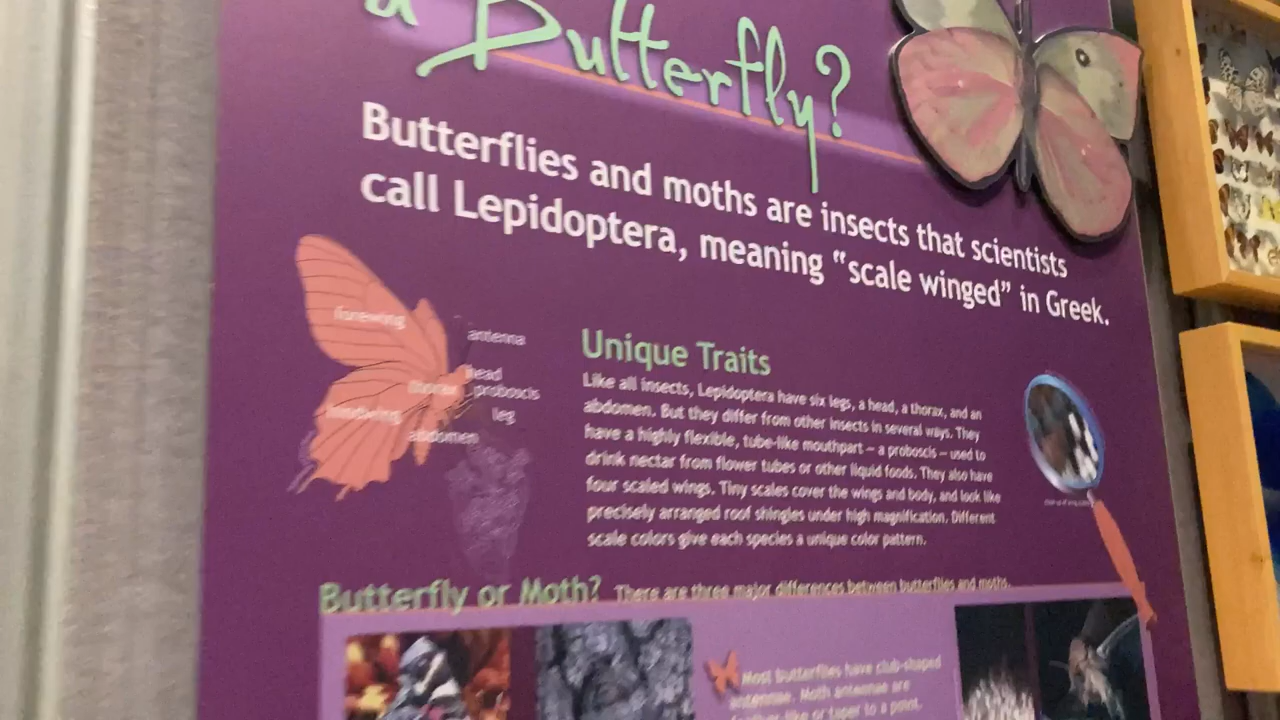 a Butterfly?
Butterflies and moths are insects that scientists
call Lepidoptera, meaning “scale winged” in Greek.
forewing
antenna
head
thorax
proboscis
hindwing
leg
abdomen
Unique Traits
Like all insects, Lepidoptera have six legs, a head, a thorax, and an
abdomen. But they differ from other insects in several ways. They
have a highly flexible, tube-like mouthpart — a proboscis — used to
drink nectar from flower tubes or other liquid foods. They also have
four scaled wings. Tiny scales cover the wings and body, and look like
precisely arranged roof shingles under high magnification. Different
scale colors give each species a unique color pattern.
Butterfly or Moth? There are three major differences between butterflies and moths.
Most butterflies have club-shaped
antennae. Moth antennae are
feather-like or taper to a point.